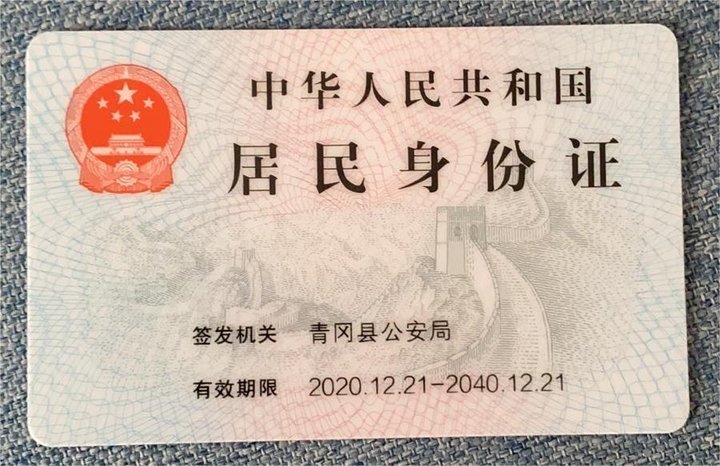 中华人民共和国
居民身份证
签发机关 青冈县公安局
有效期限 2020.12.21-2040.12.21